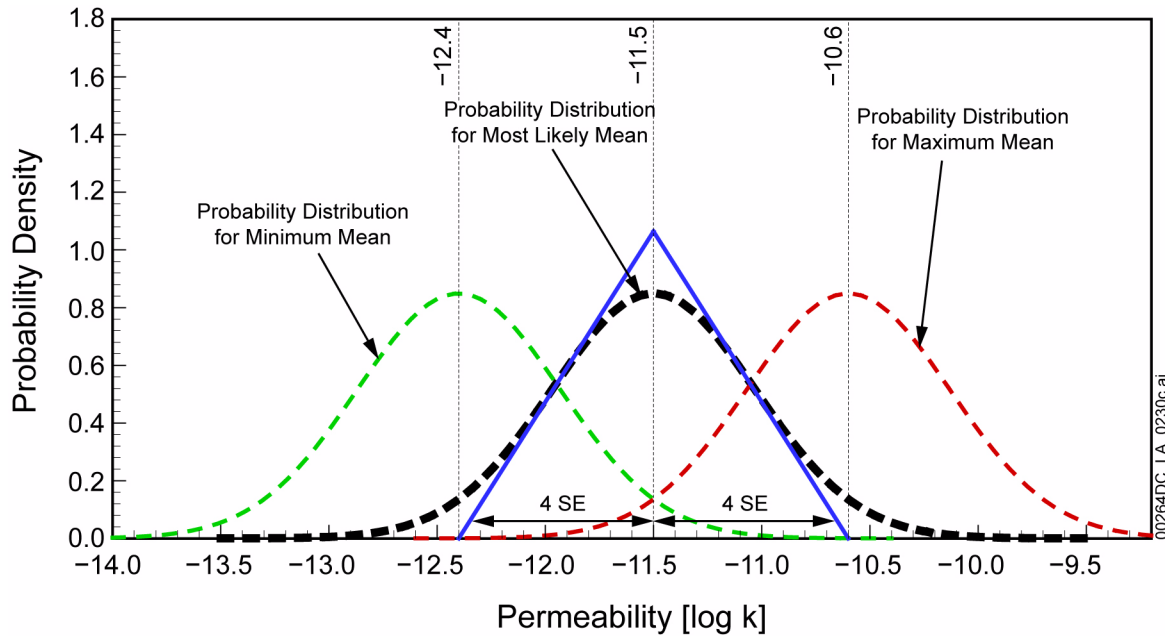 1.8
1.6
1.4
1.2
1.0
0.8
0.6
0.4
0.2
0.0
Probability Density
−12.4
−11.5
−10.6
Probability Distribution
for Most Likely Mean
Probability Distribution
for Maximum Mean
Probability Distribution
for Minimum Mean
4 SE
4 SE
−14.0 −13.5 −13.0 −12.5 −12.0 −11.5 −11.0 −10.5 −10.0 −9.5
Permeability [log k]
00264DC_LA_0230c.ai